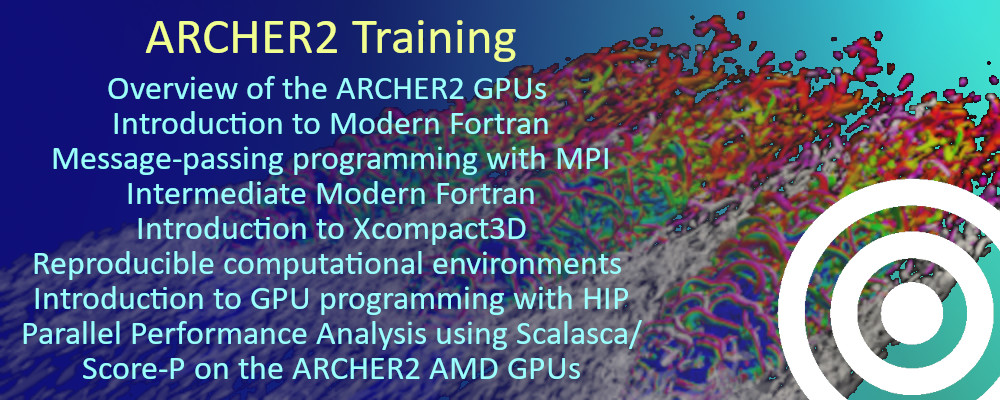 ARCHER2 Training
Overview of the ARCHER2 GPUs
Introduction to Modern Fortran
Message-passing programming with MPI
Intermediate Modern Fortran
Introduction to Xcompact3D
Reproducible computational environments
Introduction to GPU programming with HIP
Parallel Performance Analysis using Scalasca/
Score-P on the ARCHER2 AMD GPUs